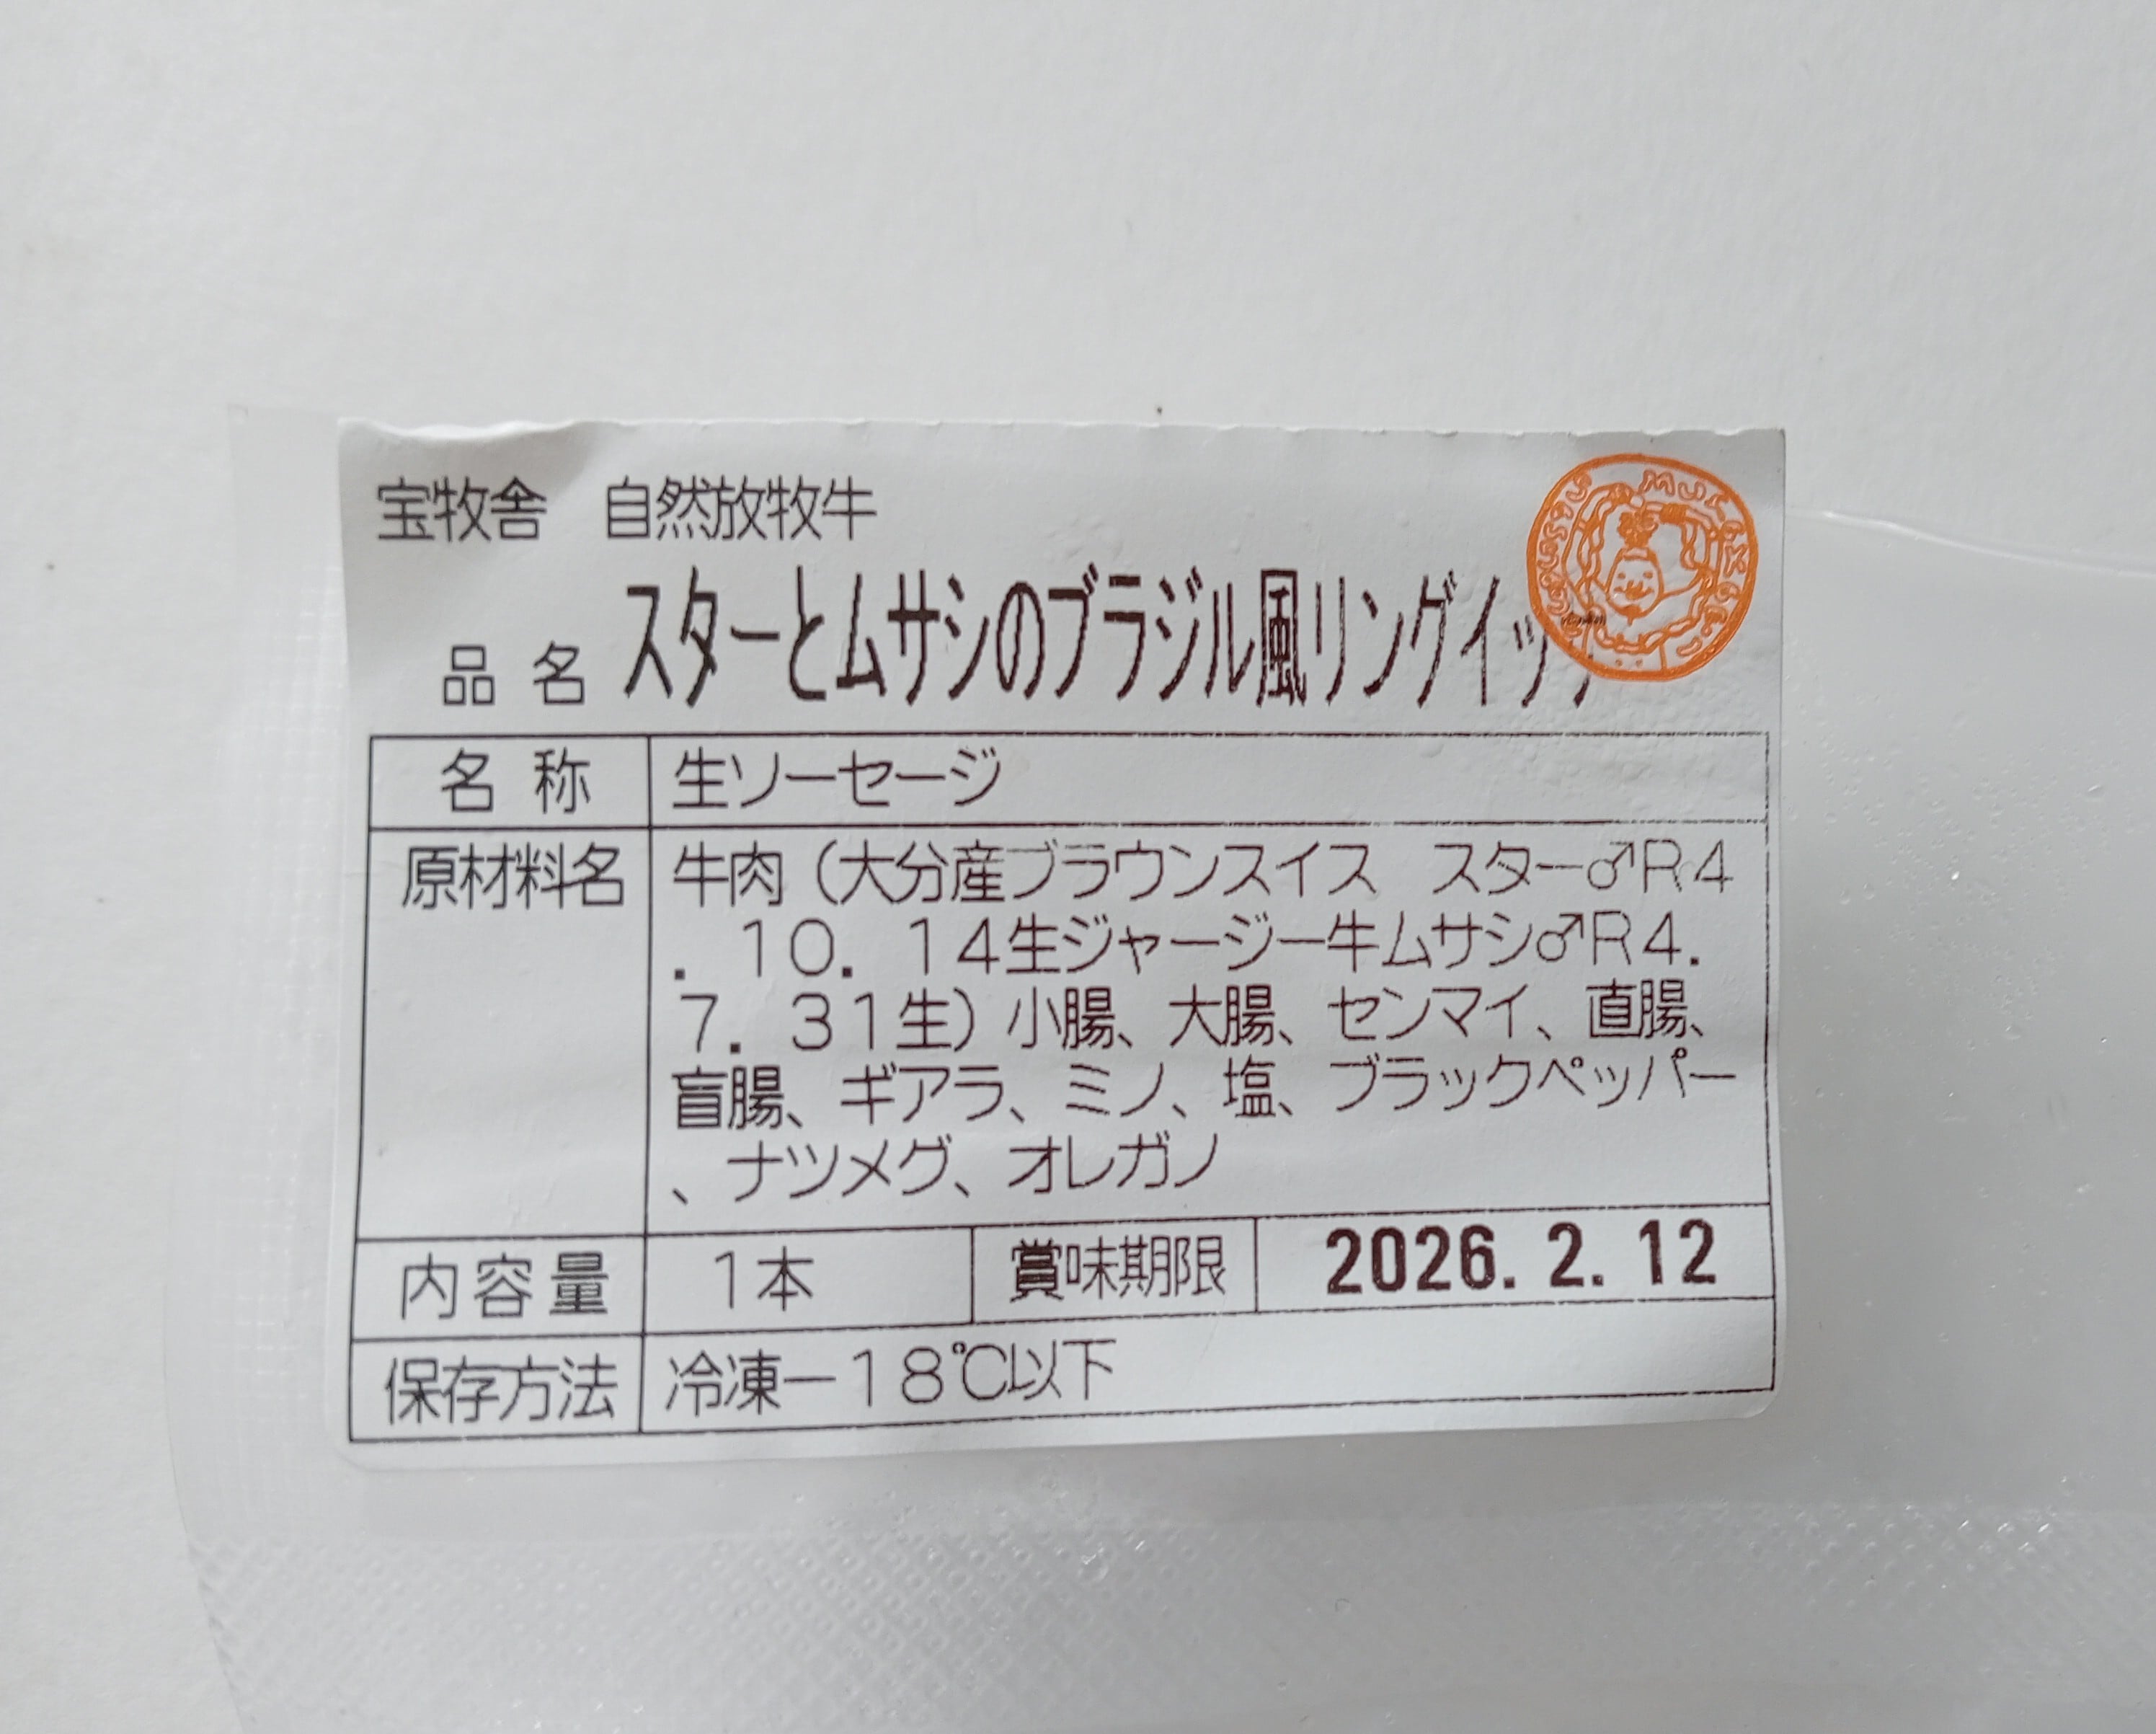 宝牧舎　自然放牧牛
品 名 スターとムサシのブラジル風リングイッ
名 称 生ソーセージ
原材料名 牛肉（大分産ブラウンスイス　スター♂R4
. 10. 14生ジャージー牛ムサシ♂R4.
7. 31生）小腸、大腸、センマイ、直腸、
盲腸、ギアラ、ミノ、塩、ブラックペッパー
、ナツメグ、オレガノ
内容量 1本 賞味期限 2026. 2. 12
保存方法 冷凍－18℃以下